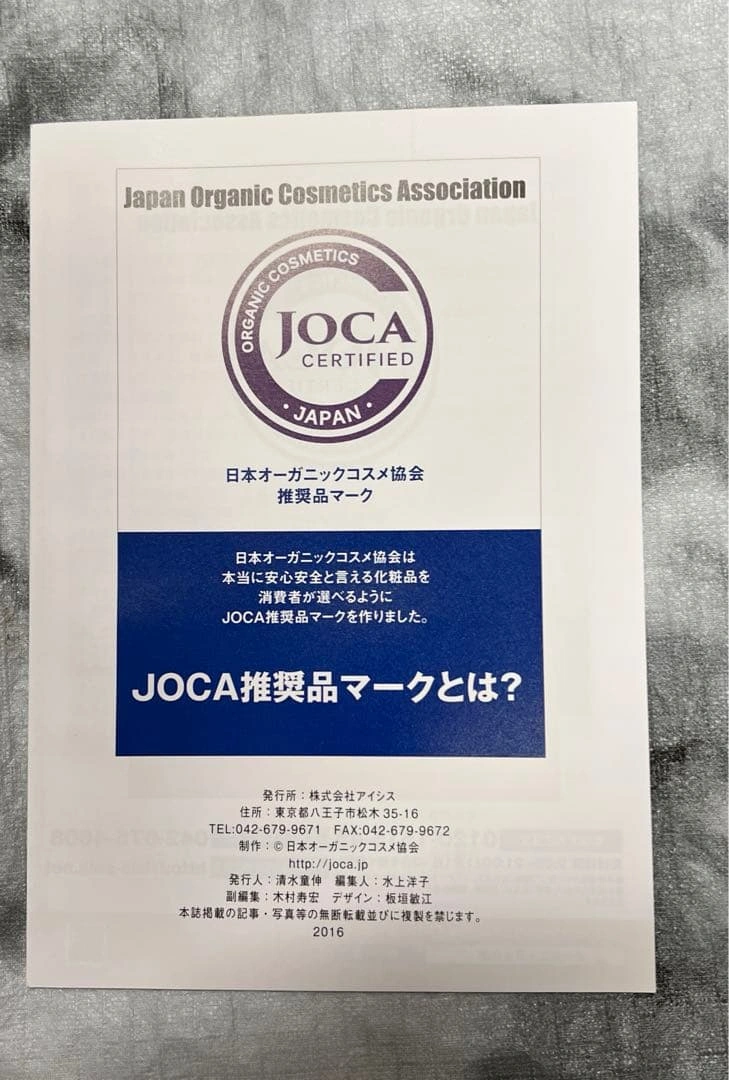 Japan Organic Cosmetics Association
ORGANIC COSMETICS
JOCA
CERTIFIED
・JAPAN・
日本オーガニックコスメ協会
推奨品マーク
日本オーガニックコスメ協会は
本当に安心安全と言える化粧品を
消費者が選べるように
JOCA推奨品マークを作りました。
JOCA推奨品マークとは?
発行所:株式会社アイシス
住所:東京都八王子市松木35-16
TEL:042-679-9671 FAX:042-679-9672
制作:©日本オーガニックコスメ協会
http://joca.jp
発行人:清水童伸 編集人:水上洋子
副編集:木村寿宏 デザイン:板垣敏江
本誌掲載の記事・写真等の無断転載並びに複製を禁じます。
2016